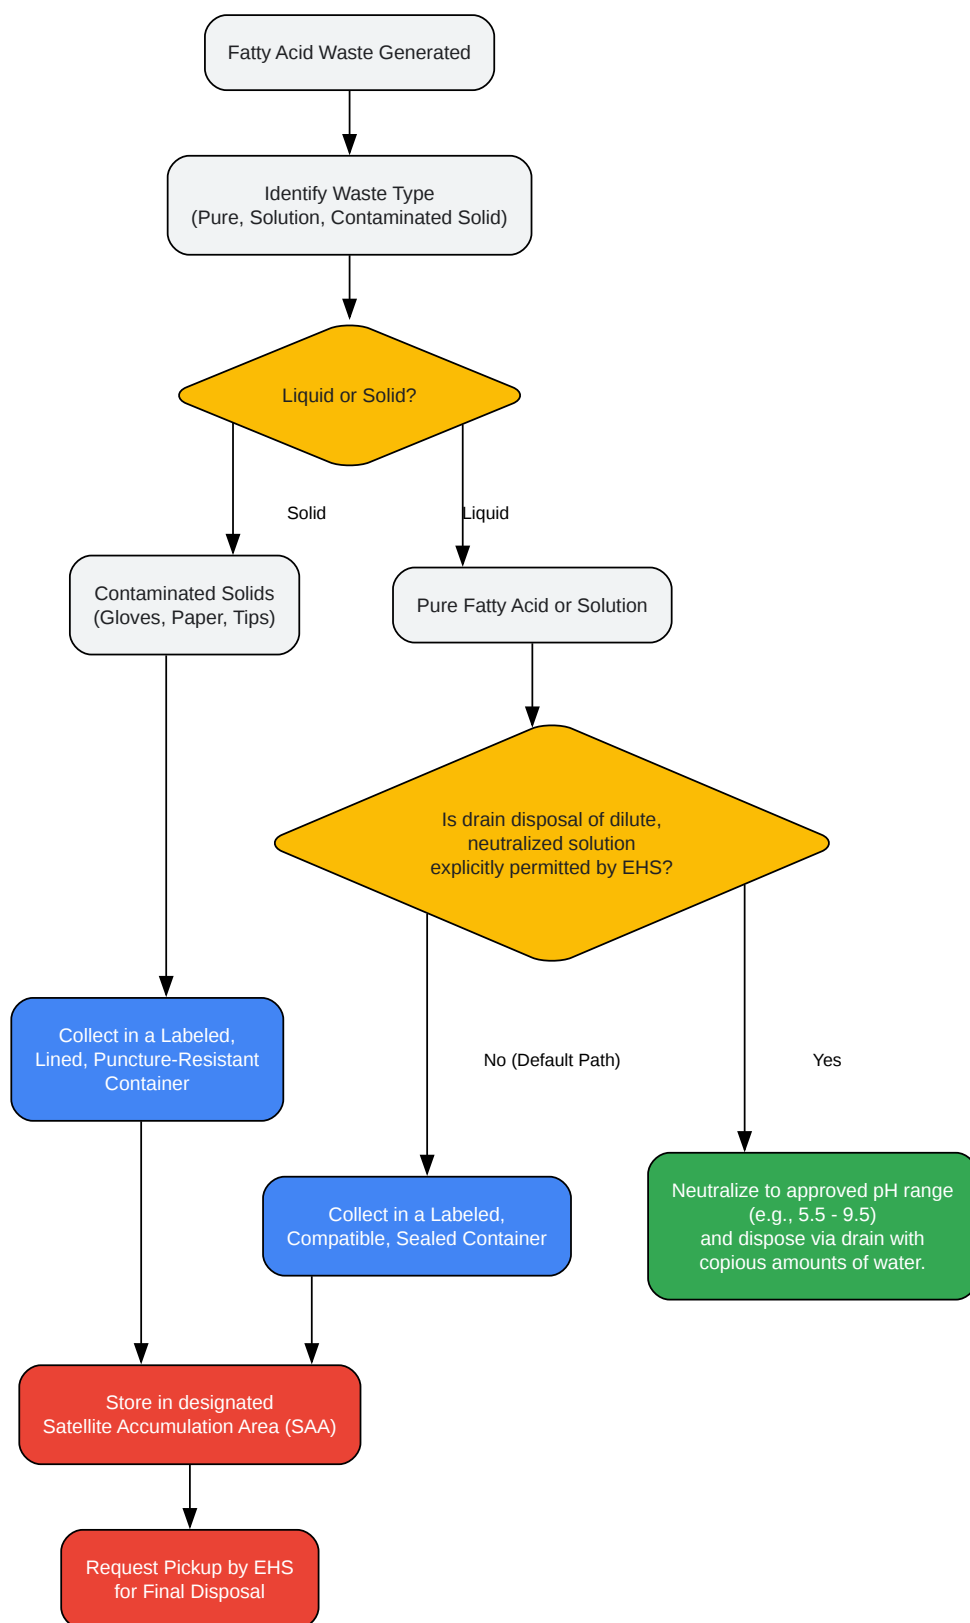 Fatty Acid Waste Generated
Identify Waste Type
(Pure, Solution, Contaminated Solid)
Liquid or Solid?
Solid
Liquid
Contaminated Solids
(Gloves, Paper, Tips)
Pure Fatty Acid or Solution
Is drain disposal of dilute,
neutralized solution
explicitly permitted by EHS?
Collect in a Labeled,
Lined, Puncture-Resistant
Container
No (Default Path)
Yes
Collect in a Labeled,
Compatible, Sealed Container
Neutralize to approved pH range
(e.g., 5.5 - 9.5)
and dispose via drain with
copious amounts of water.
Store in designated
Satellite Accumulation Area (SAA)
Request Pickup by EHS
for Final Disposal